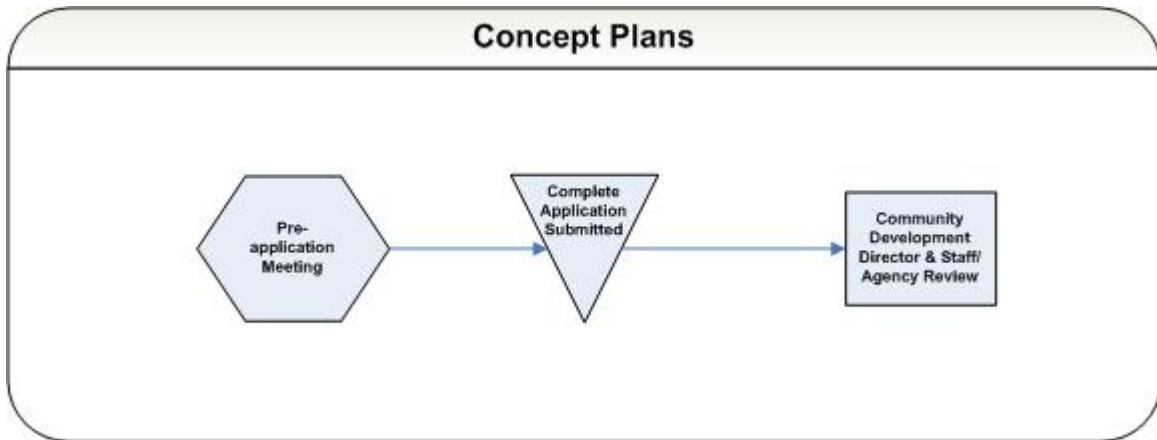 Concept Plans
Pre-
application
Meeting
Complete
Application
Submitted
Community
Development
Director & Staff/
Agency Review